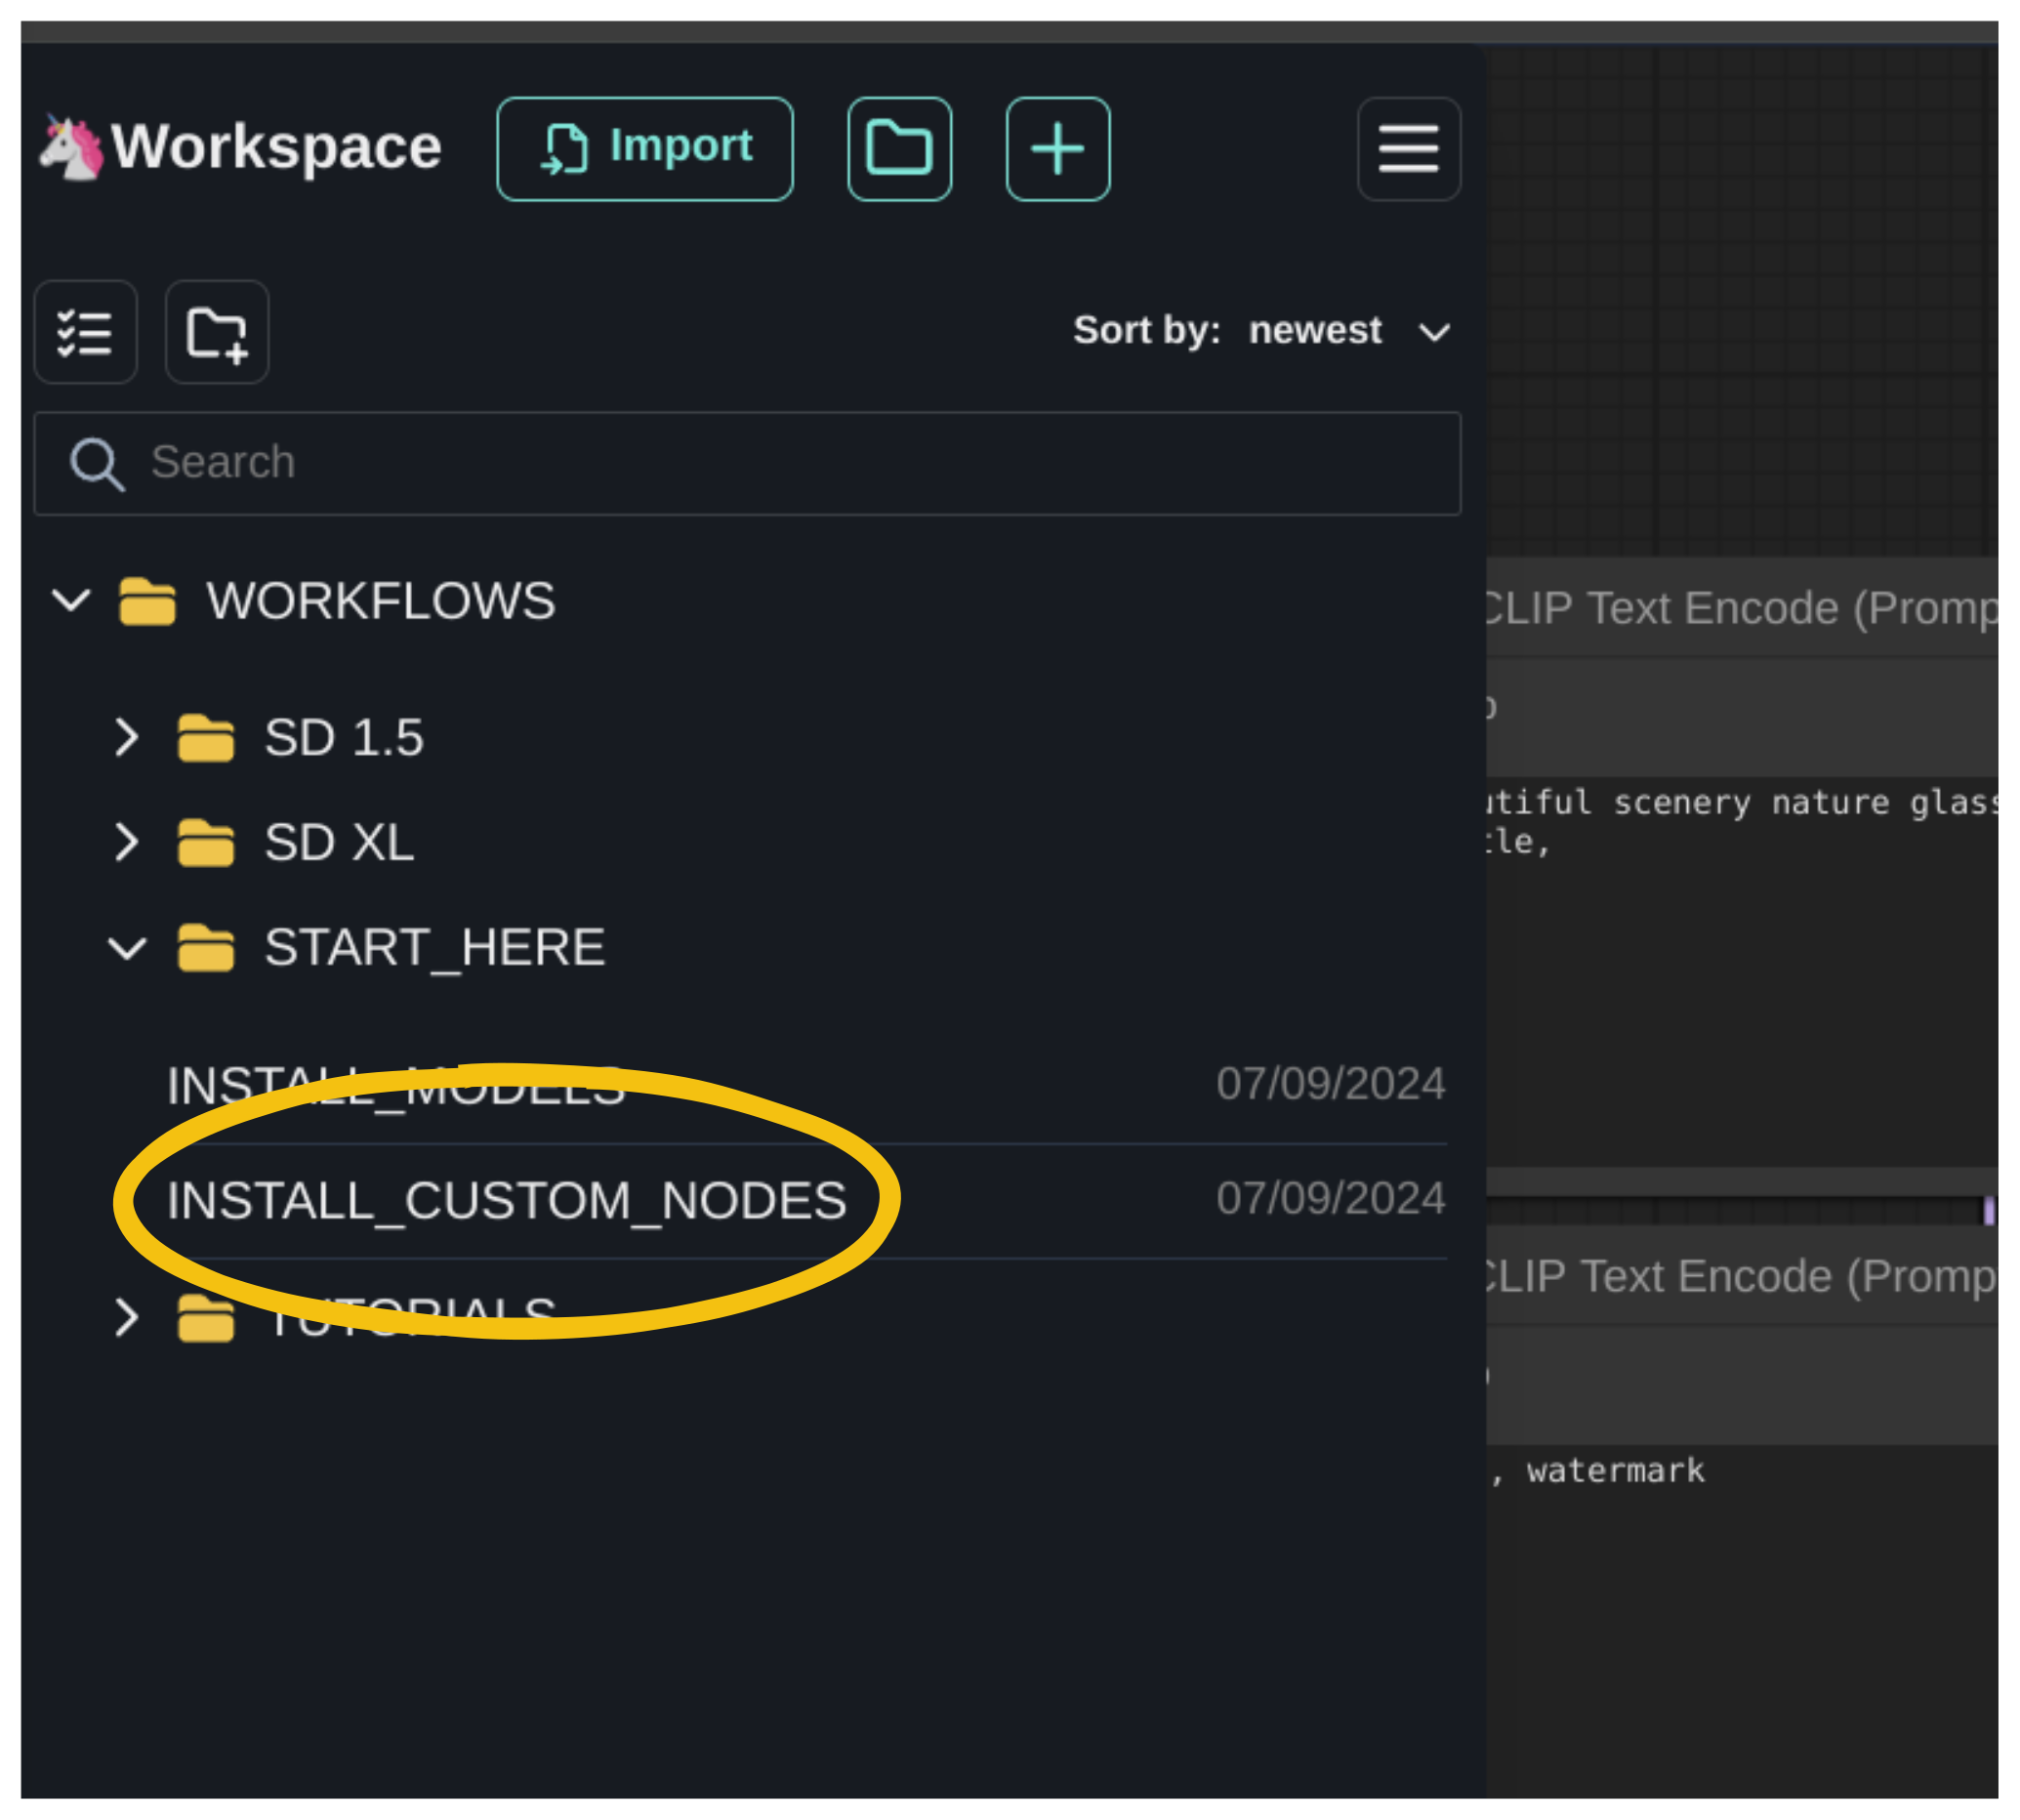 Workspace Import
Sort by: newest
Search
WORKFLOWS
SD 1.5
SD XL
START_HERE
INSTALL_MODELS 07/09/2024
INSTALL_CUSTOM_NODES 07/09/2024
TUTORIALS
CLIP Text Encode (Promp
utiful scenery nature glass
tle,
CLIP Text Encode (Promp
, watermark